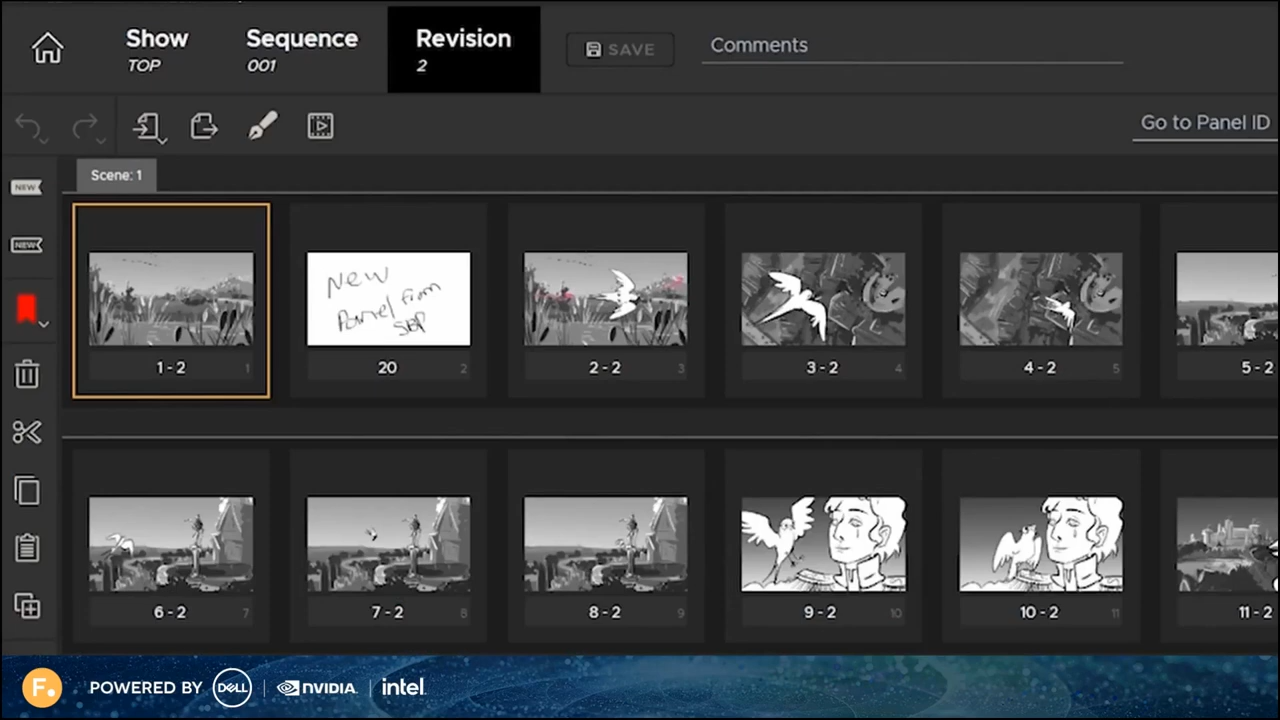 Show
TOP
Sequence
001
Revision
2
SAVE
Comments
Go to Panel ID
NEW
NEW
Scene: 1
New
Panel from
SBP
1 - 2 1
20 2
2 - 2 3
3 - 2 4
4 - 2 5
5 - 2
6 - 2 7
7 - 2 8
8 - 2 9
9 - 2 10
10 - 2 11
11 - 2
F. POWERED BY DELL NVIDIA intel